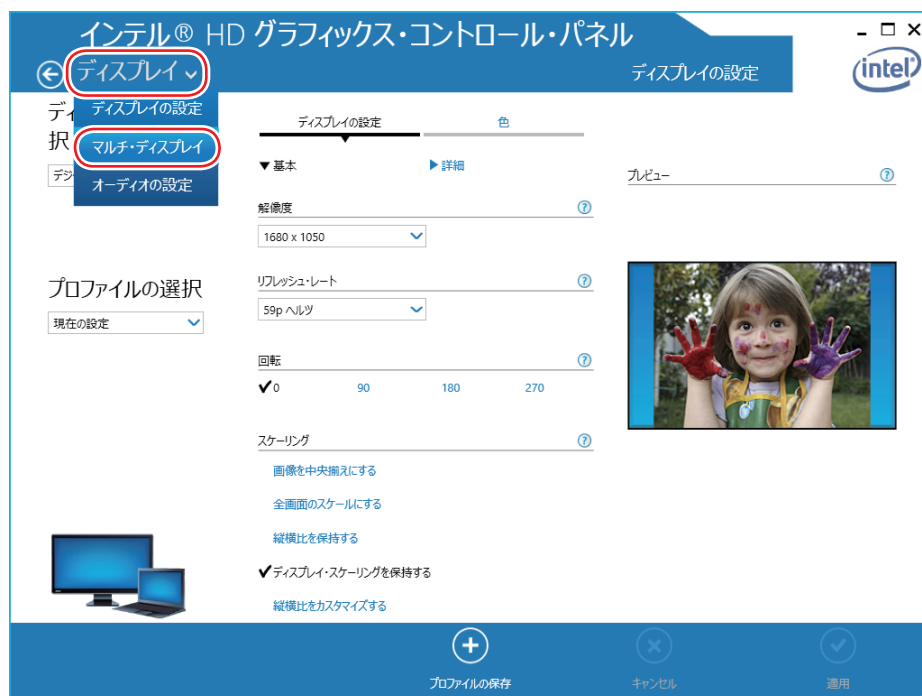 インテル® HD グラフィックス・コントロール・パネル
ディスプレイ
ディスプレイの設定
intel
ディスプレイの設定
マルチ・ディスプレイ
オーディオの設定
ディ
択
デジ
プロファイルの選択
現在の設定
ディスプレイの設定
色
▼基本
▶詳細
解像度
1680 x 1050
リフレッシュ・レート
59p ヘルツ
回転
✔0 90 180 270
スケーリング
画像を中央揃えにする
全画面のスケールにする
縦横比を保持する
✔ディスプレイ・スケーリングを保持する
縦横比をカスタマイズする
プレビュー
プロファイルの保存
キャンセル
適用